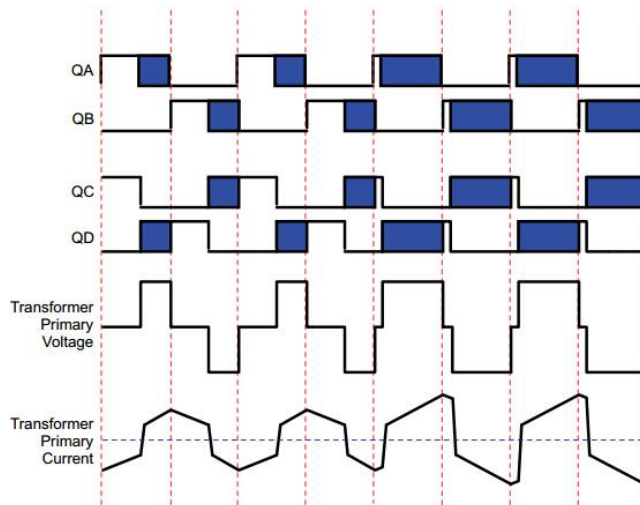 QA
QB
QC
QD
Transformer
Primary
Voltage
Transformer
Primary
Current